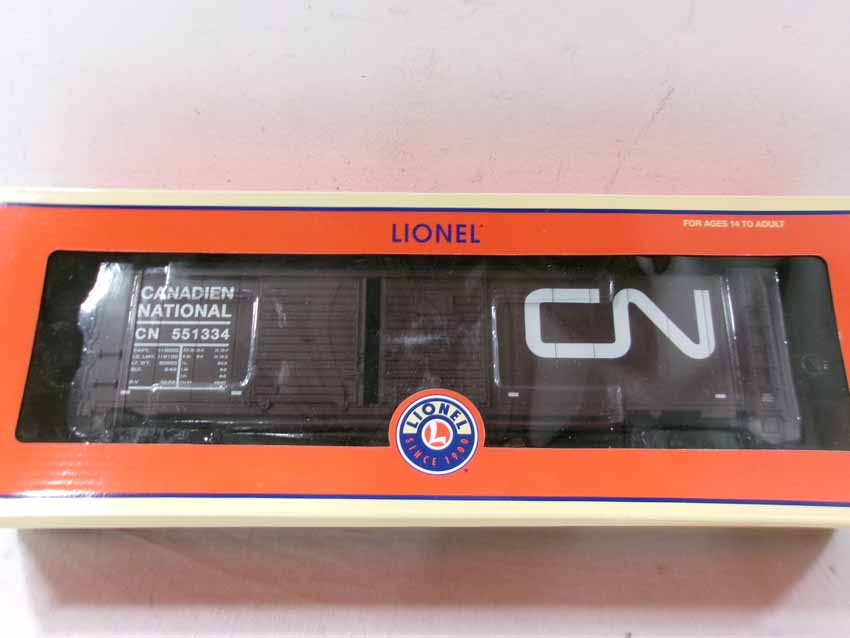 LIONEL
FOR AGES 14 TO ADULT
CANADIEN
NATIONAL
CN 551334
CN
LIONEL
L
SINCE 1900